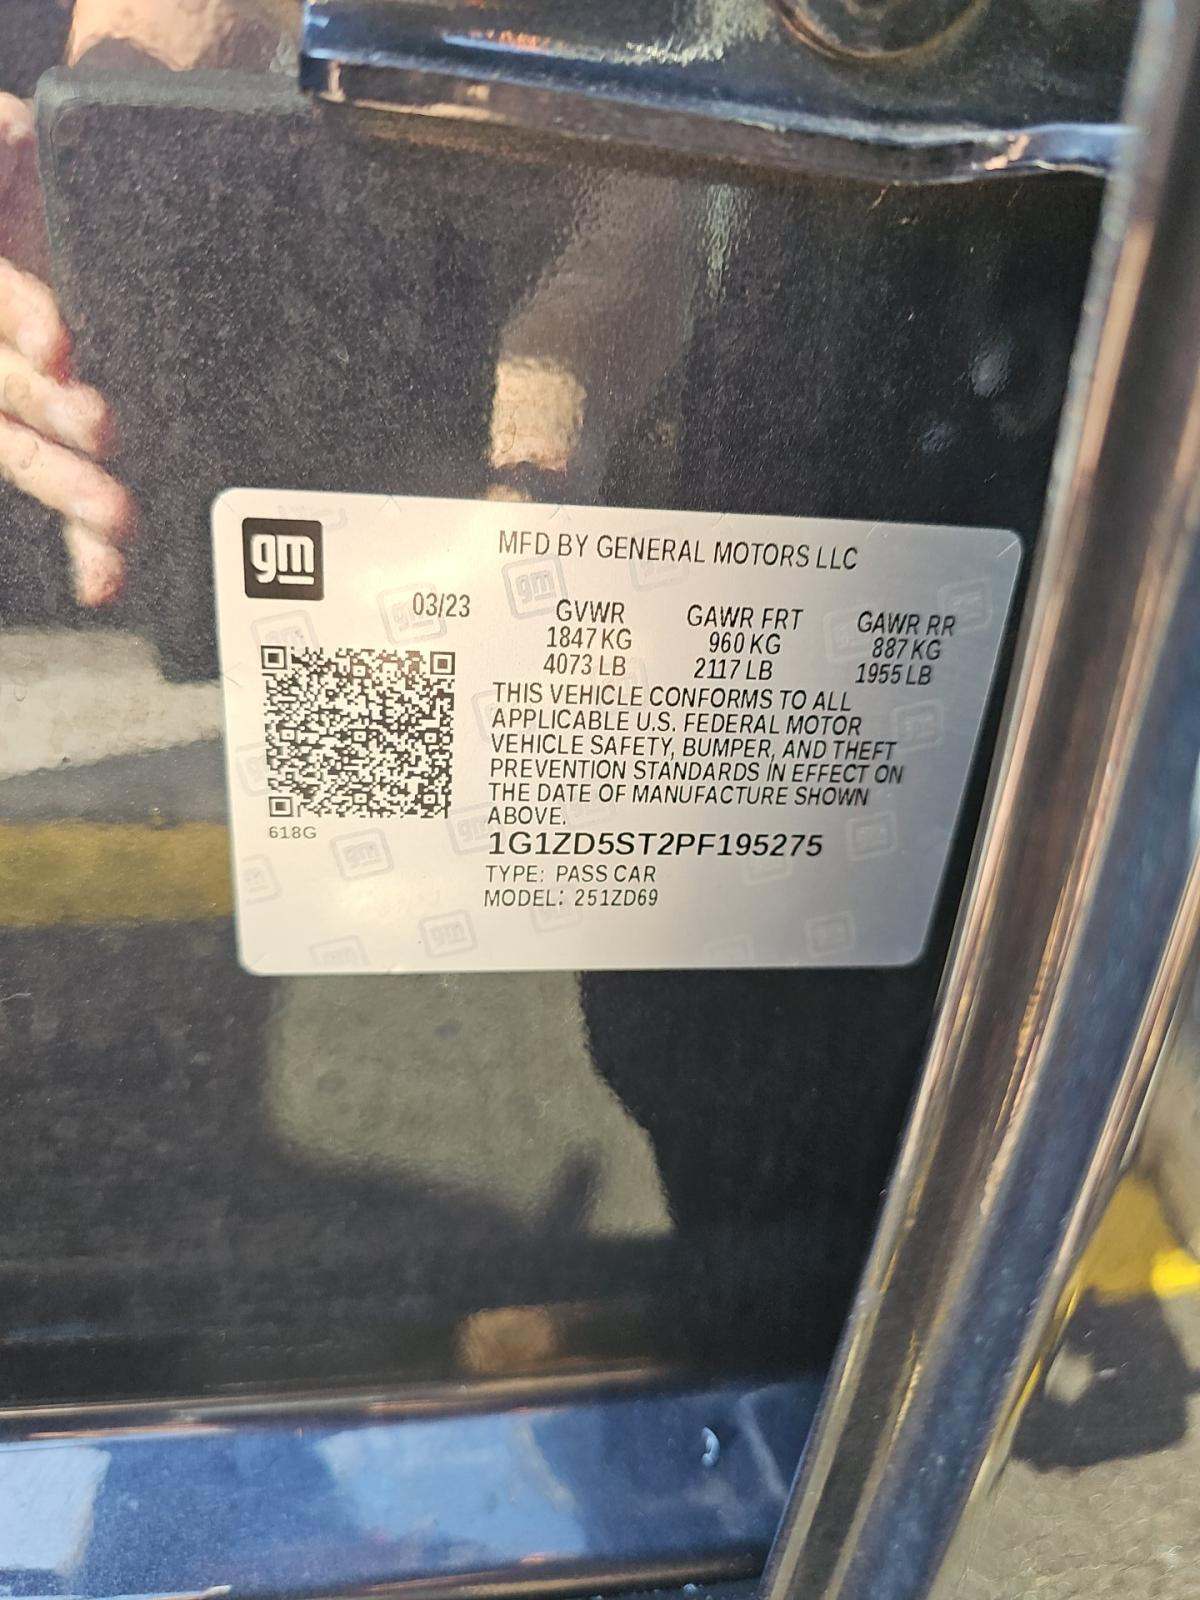 gm
MFD BY GENERAL MOTORS LLC
03/23
GVWR GAWR FRT GAWR RR
1847 KG 960 KG 887 KG
4073 LB 2117 LB 1955 LB
THIS VEHICLE CONFORMS TO ALL
APPLICABLE U.S. FEDERAL MOTOR
VEHICLE SAFETY, BUMPER, AND THEFT
PREVENTION STANDARDS IN EFFECT ON
THE DATE OF MANUFACTURE SHOWN
ABOVE.
618G
1G1ZD5ST2PF195275
TYPE: PASS CAR
MODEL: 251ZD69